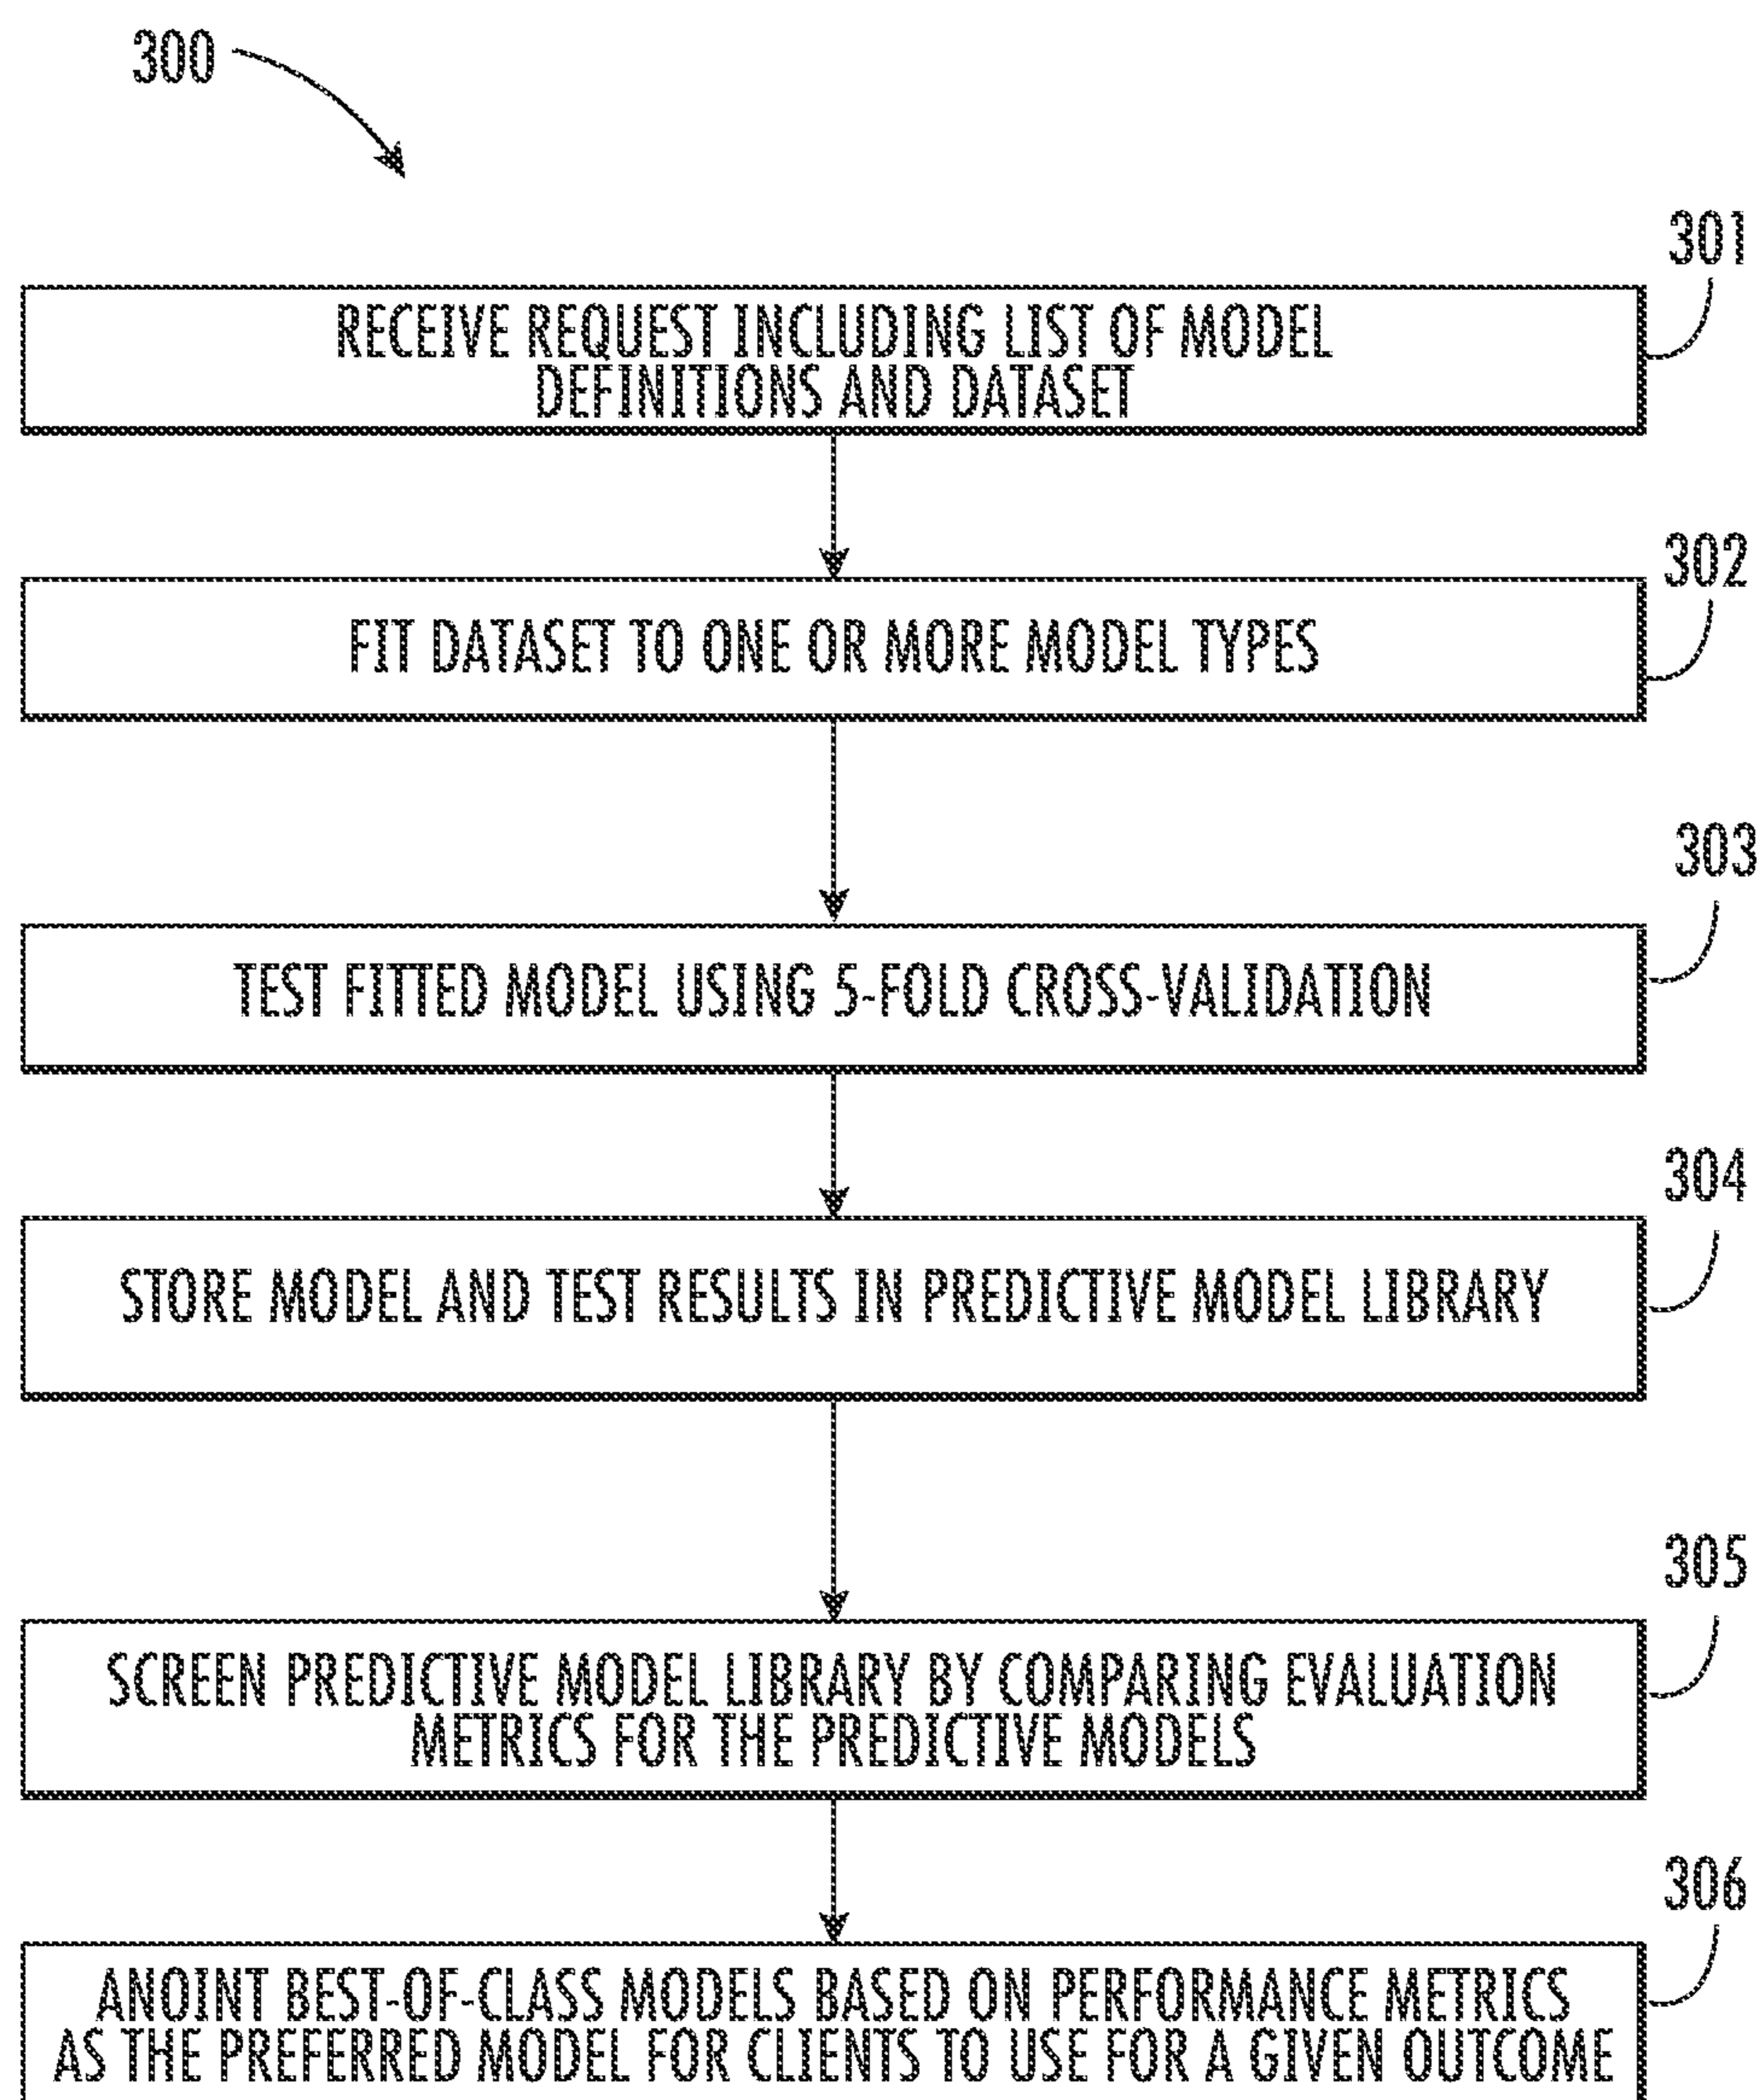 300
301
RECEIVE REQUEST INCLUDING LIST OF MODEL
DEFINITIONS AND DATASET
302
FIT DATASET TO ONE OR MORE MODEL TYPES
303
TEST FITTED MODEL USING 5-FOLD CROSS-VALIDATION
304
STORE MODEL AND TEST RESULTS IN PREDICTIVE MODEL LIBRARY
305
SCREEN PREDICTIVE MODEL LIBRARY BY COMPARING EVALUATION
METRICS FOR THE PREDICTIVE MODELS
306
ANOINT BEST-OF-CLASS MODELS BASED ON PERFORMANCE METRICS
AS THE PREFERRED MODEL FOR CLIENTS TO USE FOR A GIVEN OUTCOME